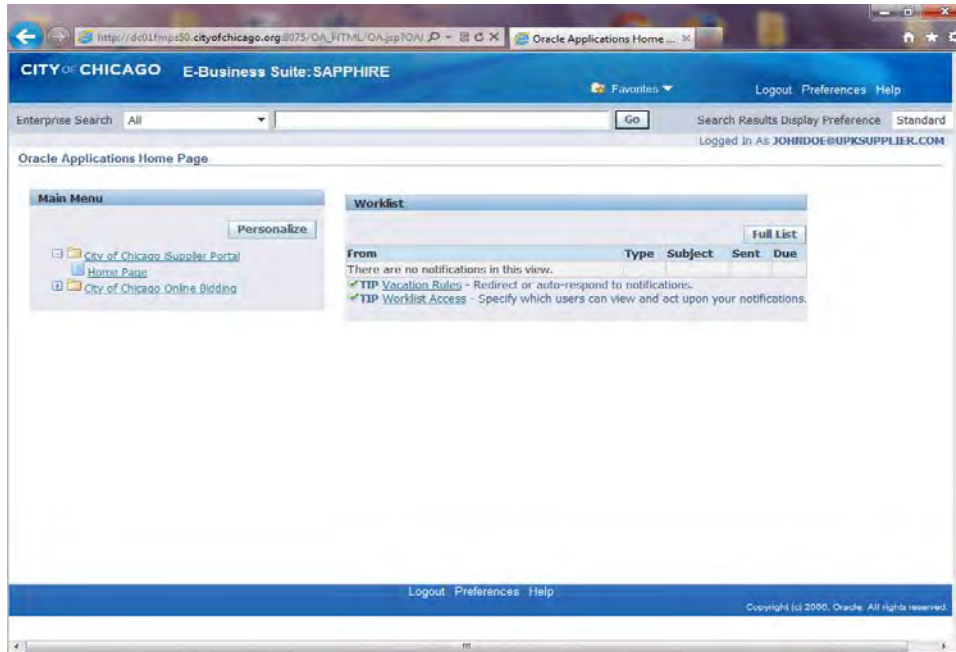 http://dc01fmps80.cityofchicago.org:8075/OA_HTML/OA.jsp?OAI
Oracle Applications Home ...
CITY OF CHICAGO E-Business Suite: SAPPHIRE
Favorites
Logout Preferences Help
Enterprise Search All Go Search Results Display Preference Standard
Logged In As JOHNDOE@UPKSUPPLIER.COM
Oracle Applications Home Page
Main Menu
Personalize
City of Chicago iSupplier Portal
Home Page
City of Chicago Online Bidding
Worklist
Full List
From Type Subject Sent Due
There are no notifications in this view.
TIP Vacation Rules - Redirect or auto-respond to notifications.
TIP Worklist Access - Specify which users can view and act upon your notifications.
Logout Preferences Help
Copyright (c) 2006, Oracle. All rights reserved.